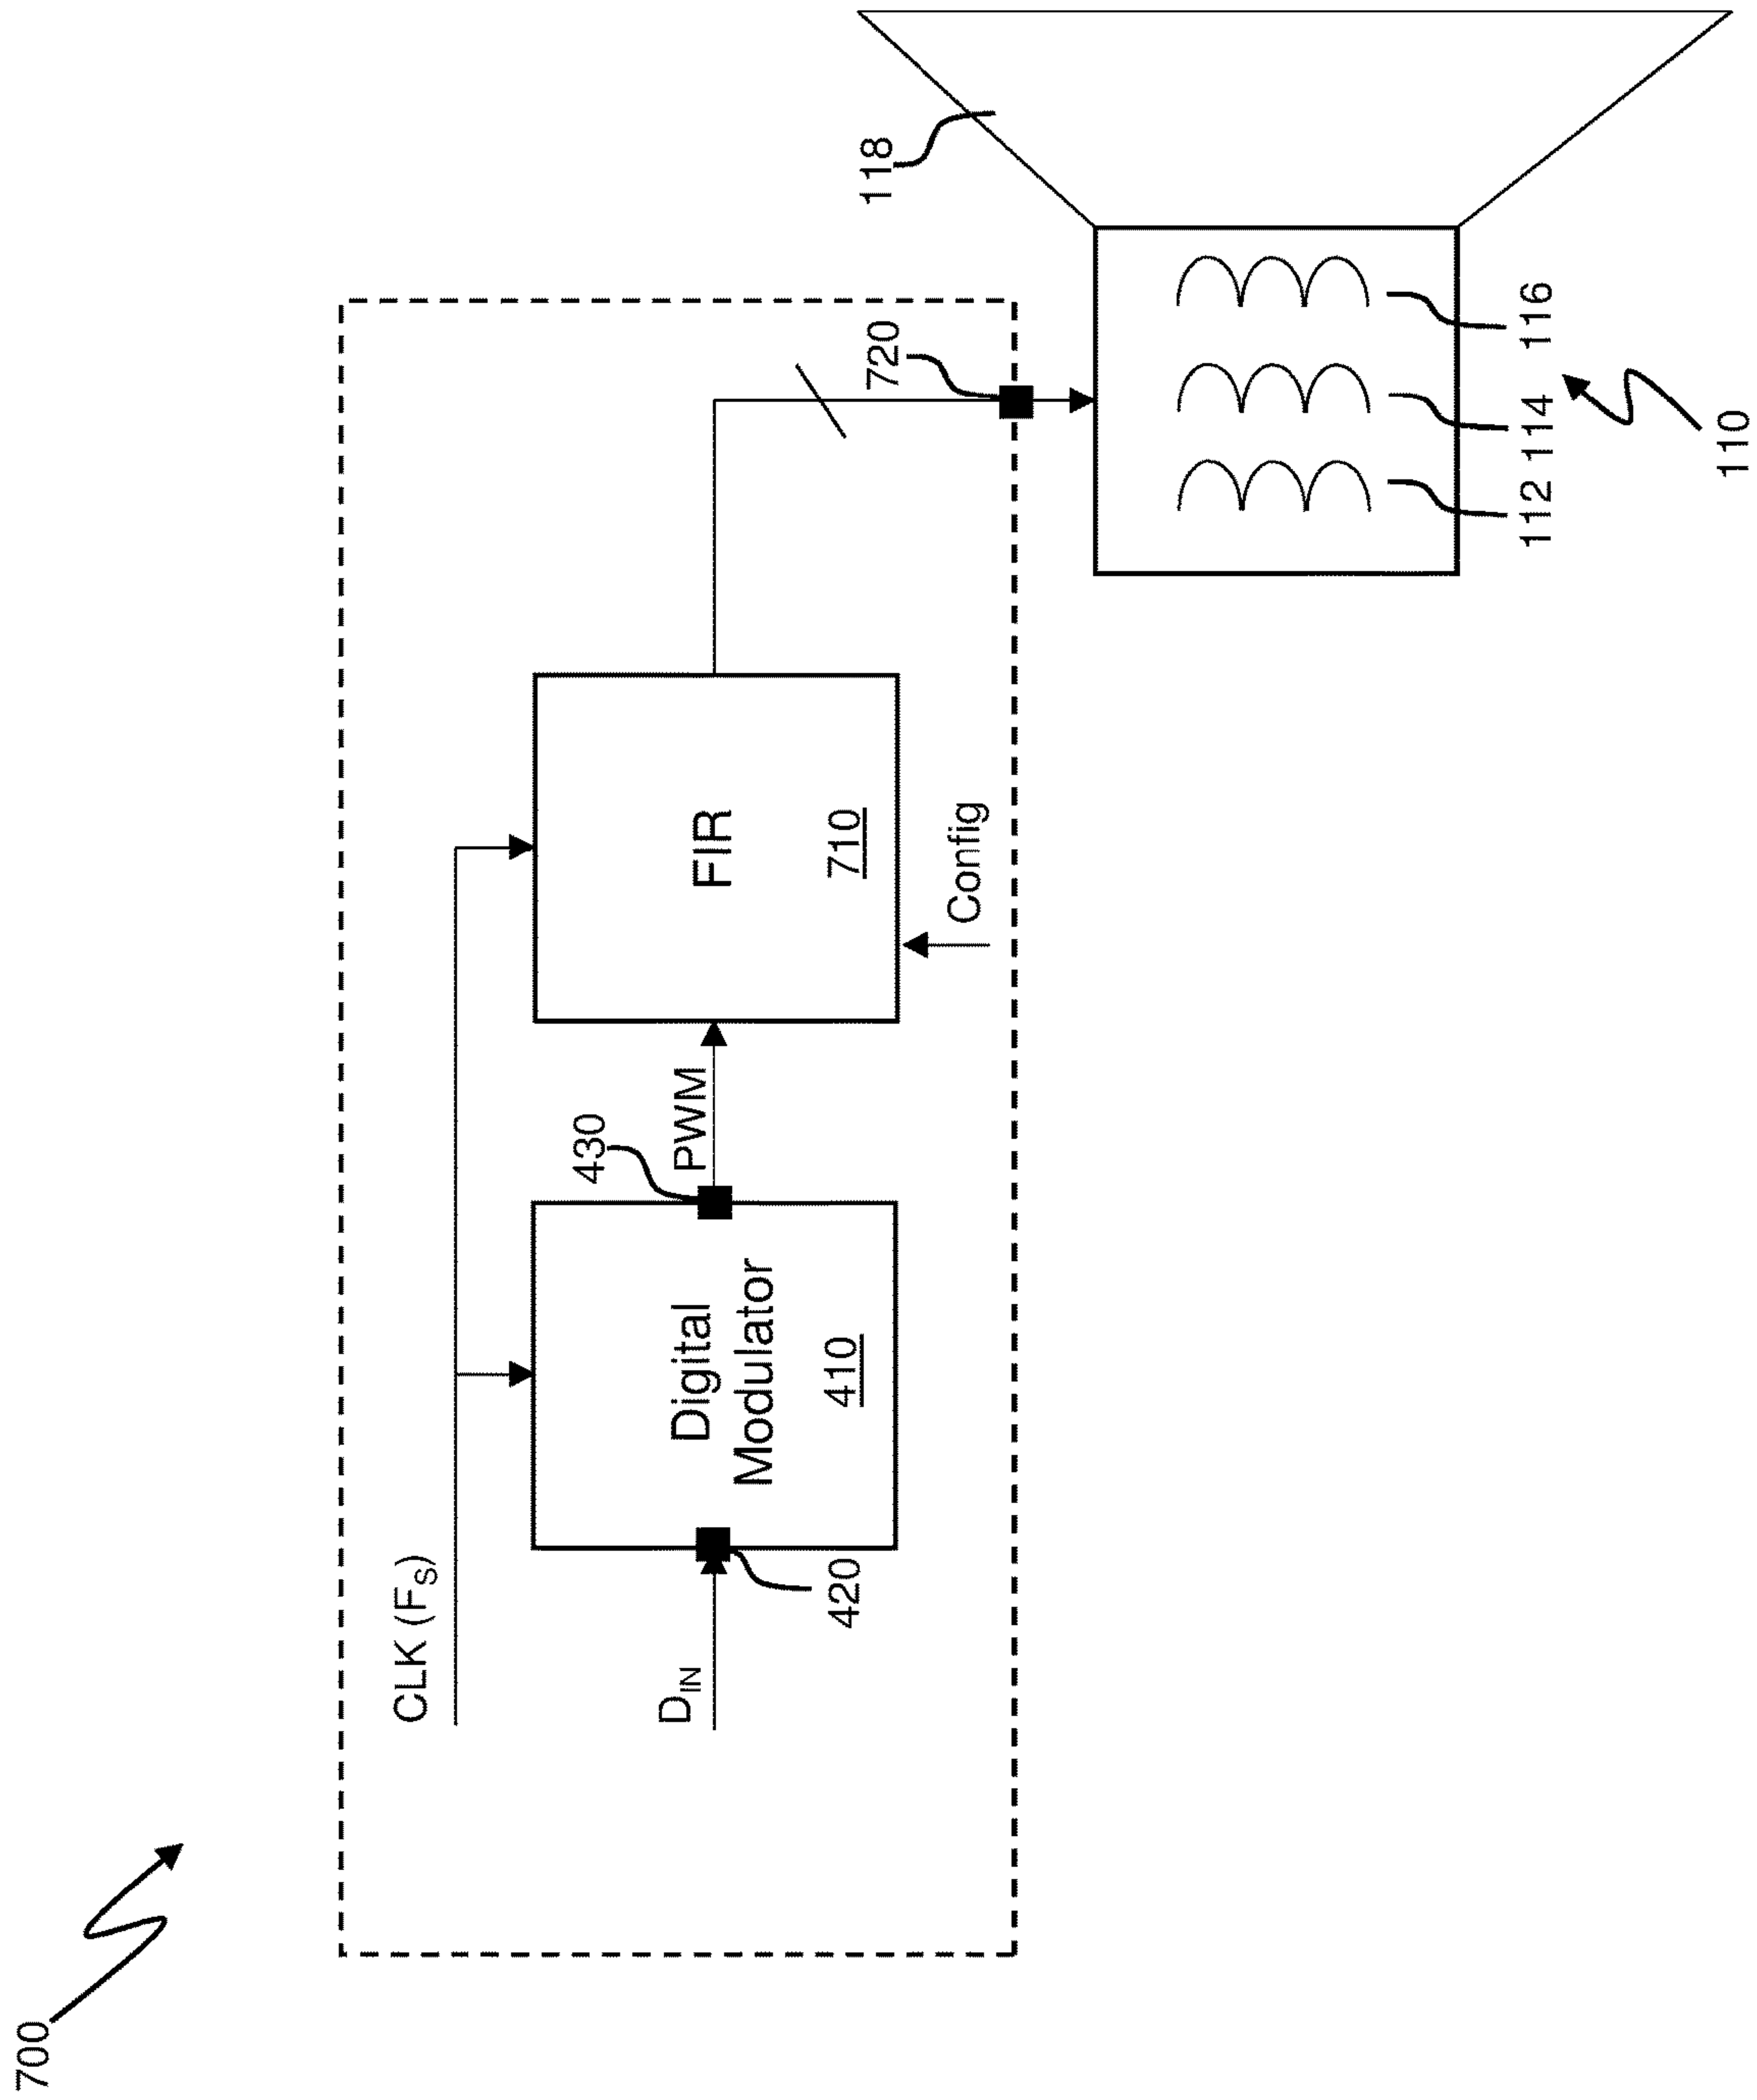 700
CLK (FS)
DIN
420
Digital
Modulator
410
430
PWM
FIR
710
Config
720
118
112
114
116
110